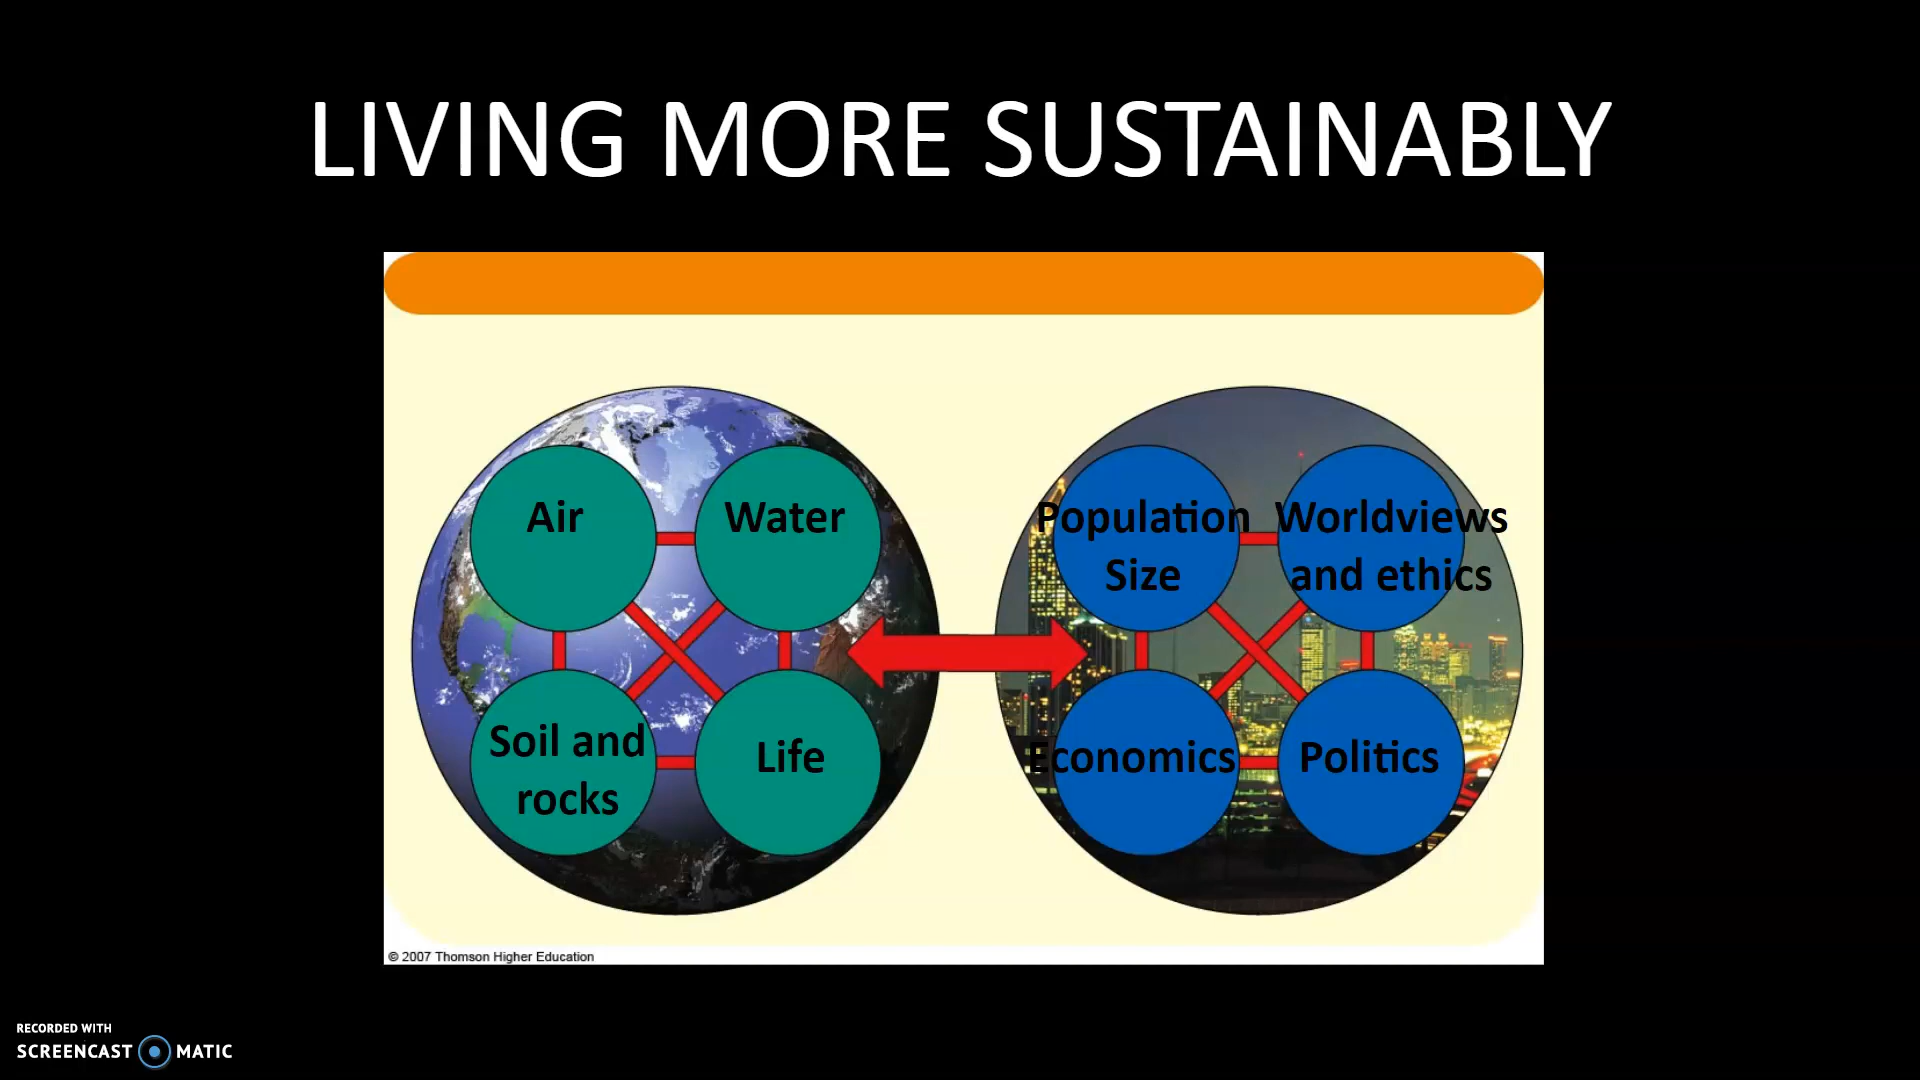 LIVING MORE SUSTAINABLY
Air
Water
Population
Size
Worldviews
and ethics
Soil and
rocks
Life
Economics
Politics
© 2007 Thomson Higher Education
RECORDED WITH
SCREENCAST MATIC